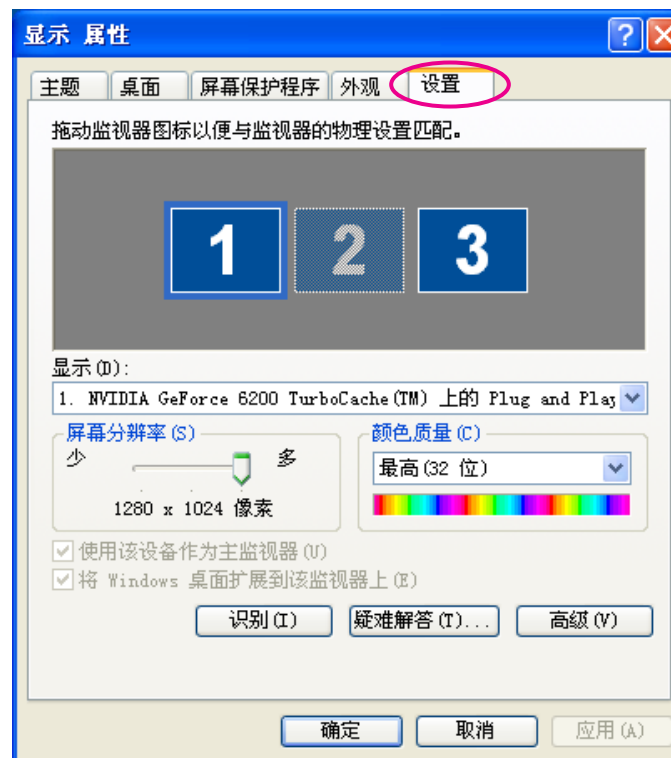 显示 属性
主题 桌面 屏幕保护程序 外观 设置
拖动监视器图标以便与监视器的物理设置匹配。
1 2 3
显示(D):
1. NVIDIA GeForce 6200 TurboCache(TM) 上的 Plug and Play
屏幕分辨率(S)
少 多
1280 x 1024 像素
颜色质量(C)
最高(32 位)
使用该设备作为主监视器(U)
将 Windows 桌面扩展到该监视器上(E)
识别(I) 疑难解答(T)... 高级(V)
确定 取消 应用(A)